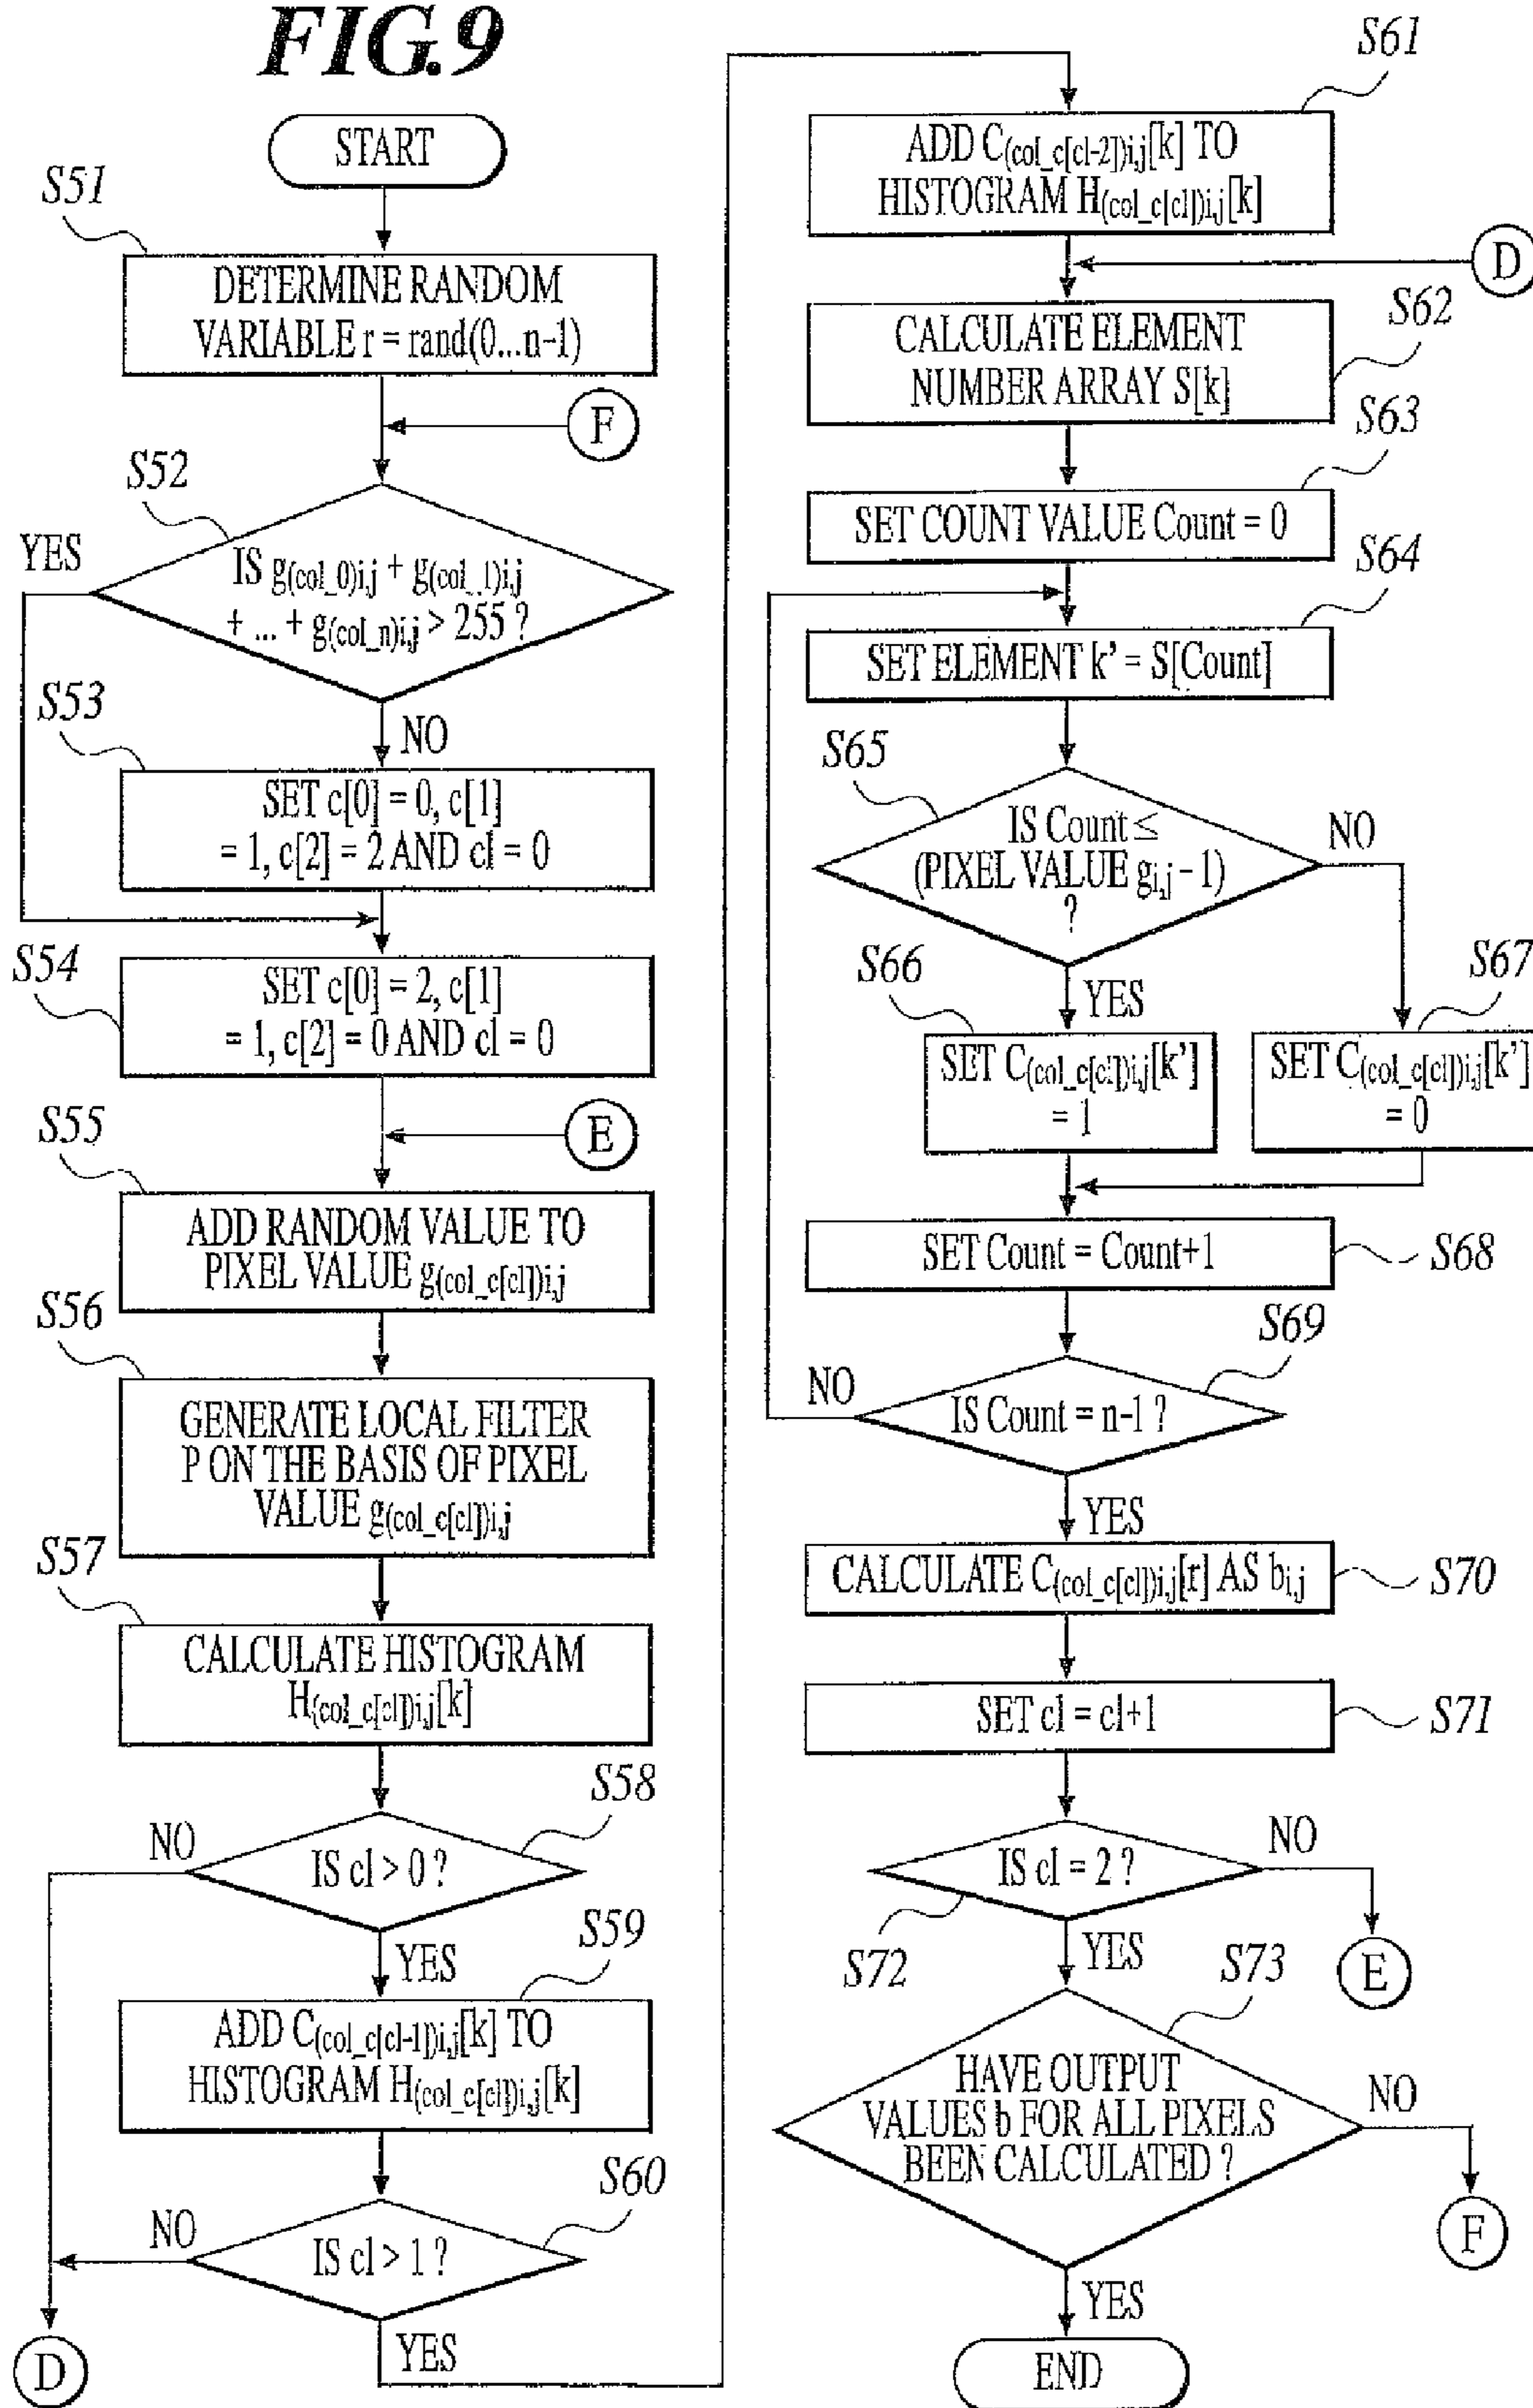 FIG.9
START
S51
DETERMINE RANDOM
VARIABLE r = rand(0...n-1)
F
S52
YES
IS g(col_0)i,j + g(col_1)i,j
+ ... + g(col_n)i,j > 255 ?
NO
S53
SET c[0] = 0, c[1]
= 1, c[2] = 2 AND cl = 0
S54
SET c[0] = 2, c[1]
= 1, c[2] = 0 AND cl = 0
E
S55
ADD RANDOM VALUE TO
PIXEL VALUE g(col_c[cl])i,j
S56
GENERATE LOCAL FILTER
P ON THE BASIS OF PIXEL
VALUE g(col_c[cl])i,j
S57
CALCULATE HISTOGRAM
H(col_c[cl])i,j[k]
S58
NO
IS cl > 0 ?
YES
S59
ADD C(col_c[cl-1])i,j[k] TO
HISTOGRAM H(col_c[cl])i,j[k]
S60
NO
IS cl > 1 ?
YES
D
S61
ADD C(col_c[cl-2])i,j[k] TO
HISTOGRAM H(col_c[cl])i,j[k]
D
S62
CALCULATE ELEMENT
NUMBER ARRAY S[k]
S63
SET COUNT VALUE Count = 0
S64
SET ELEMENT k' = S[Count]
S65
IS Count ≤
(PIXEL VALUE gi,j - 1)
?
NO
YES
S66
SET C(col_c[cl])i,j[k']
= 1
S67
SET C(col_c[cl])i,j[k']
= 0
SET Count = Count+1
S68
S69
NO
IS Count = n-1 ?
YES
CALCULATE C(col_c[cl])i,j[r] AS bi,j
S70
SET cl = cl+1
S71
IS cl = 2 ?
NO
S72
YES
E
S73
HAVE OUTPUT
VALUES b FOR ALL PIXELS
BEEN CALCULATED ?
NO
F
YES
END